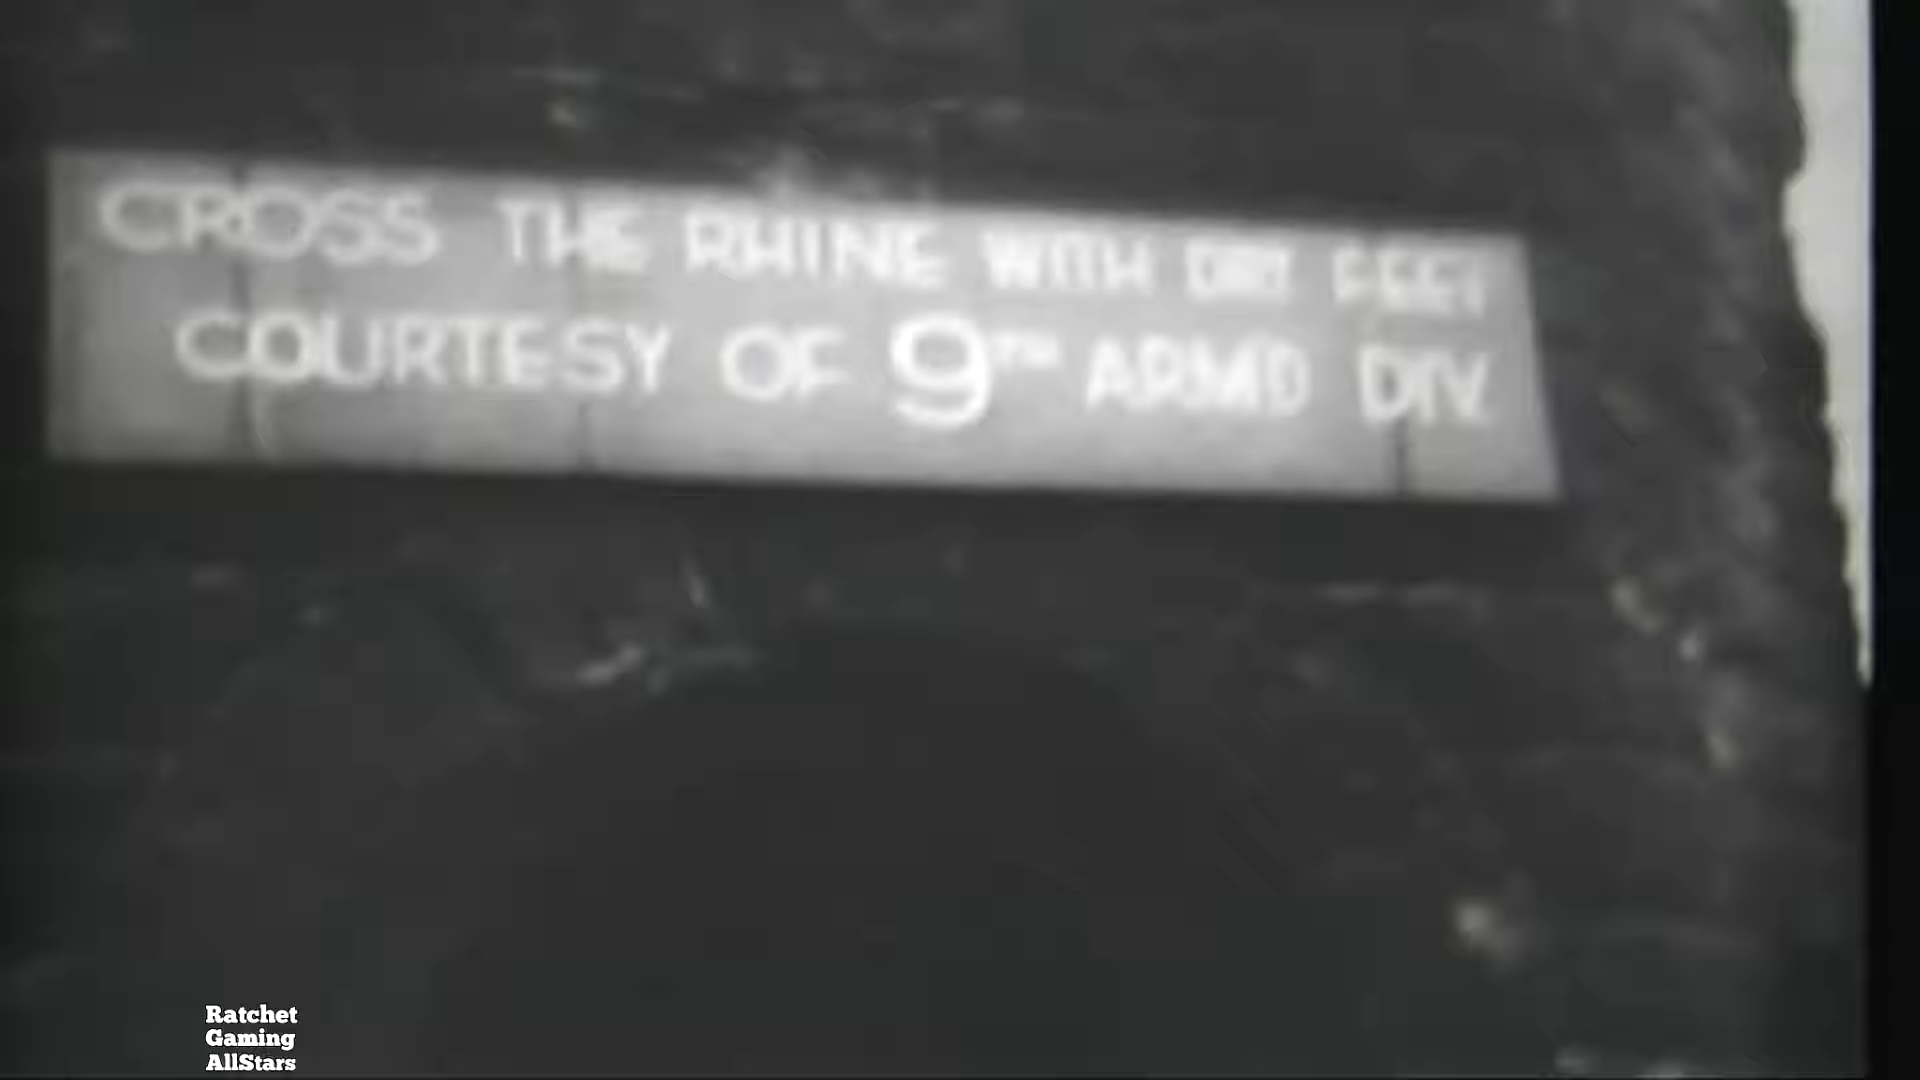 CROSS THE RHINE WITH DRY FEET
COURTESY OF 9TH ARMD DIV.
Ratchet
Gaming
AllStars